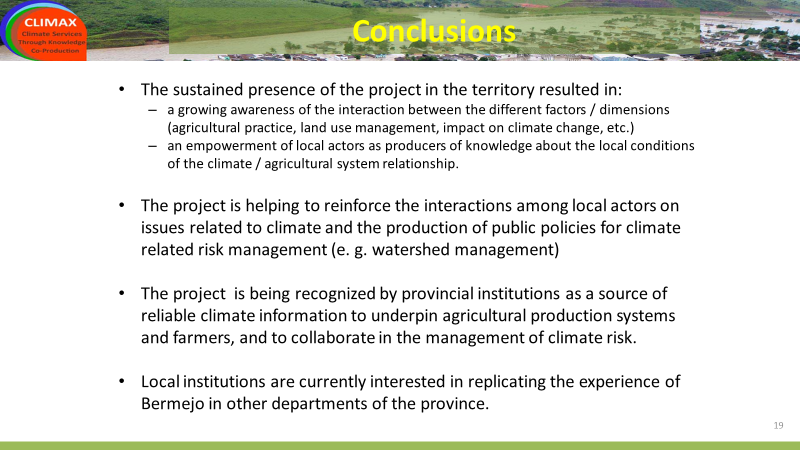 CLIMAX
Climate Services
Through Knowledge
Co-Production
Conclusions
• The sustained presence of the project in the territory resulted in:
– a growing awareness of the interaction between the different factors / dimensions
(agricultural practice, land use management, impact on climate change, etc.)
– an empowerment of local actors as producers of knowledge about the local conditions
of the climate / agricultural system relationship.
• The project is helping to reinforce the interactions among local actors on
issues related to climate and the production of public policies for climate
related risk management (e. g. watershed management)
• The project is being recognized by provincial institutions as a source of
reliable climate information to underpin agricultural production systems
and farmers, and to collaborate in the management of climate risk.
• Local institutions are currently interested in replicating the experience of
Bermejo in other departments of the province.
19